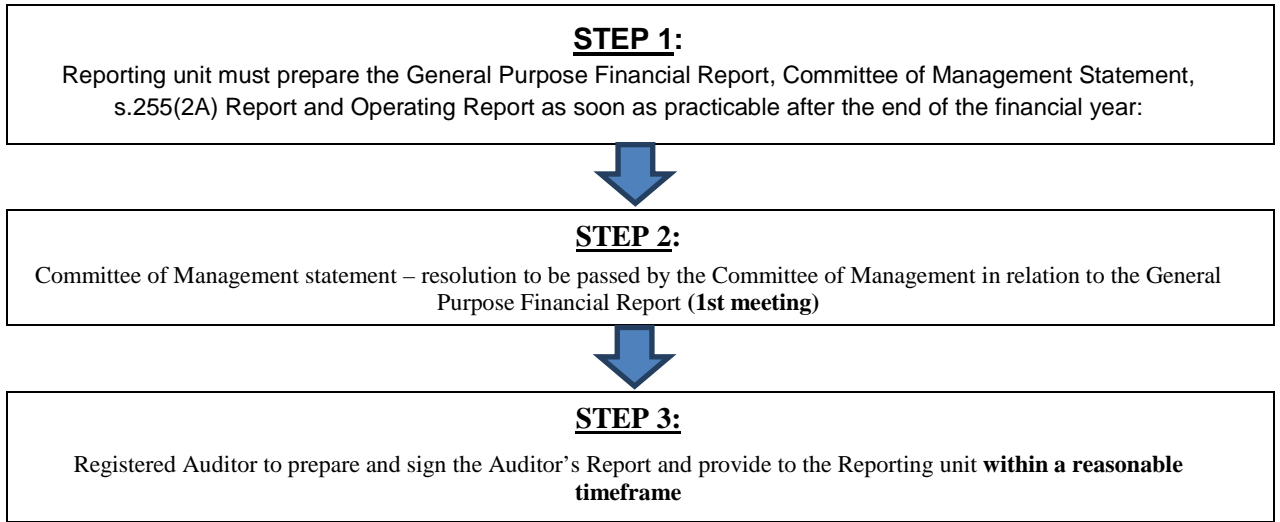 STEP 1:
Reporting unit must prepare the General Purpose Financial Report, Committee of Management Statement,
s.255(2A) Report and Operating Report as soon as practicable after the end of the financial year:
STEP 2:
Committee of Management statement – resolution to be passed by the Committee of Management in relation to the General
Purpose Financial Report (1st meeting)
STEP 3:
Registered Auditor to prepare and sign the Auditor’s Report and provide to the Reporting unit within a reasonable
timeframe